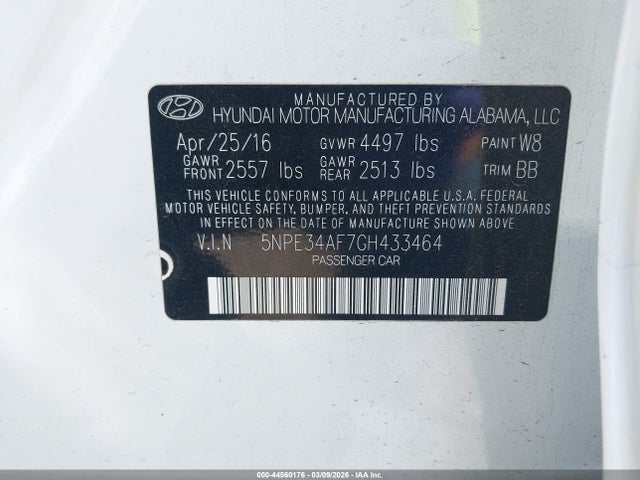 MANUFACTURED BY
HYUNDAI MOTOR MANUFACTURING ALABAMA, LLC
Apr/25/16 GVWR 4497 lbs PAINT W8
GAWR FRONT 2557 lbs GAWR REAR 2513 lbs TRIM BB
THIS VEHICLE CONFORMS TO ALL APPLICABLE U.S.A. FEDERAL
MOTOR VEHICLE SAFETY, BUMPER, AND THEFT PREVENTION
STANDARDS IN EFFECT ON THE DATE OF MANUFACTURE SHOWN ABOVE
V.I.N 5NPE34AF7GH433464
PASSENGER CAR
000-44560176 - 03/09/2026 - IAAI, Inc.